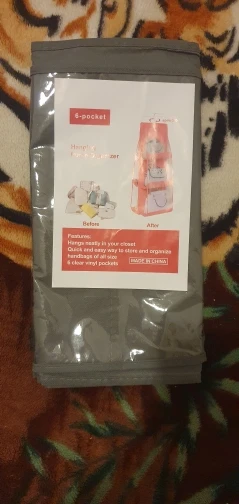 6-pocket
Hanging
Before
After
Features:
Hangs neatly in your closet
Quick and easy way to store and organize
handbags of all size
6 clear vinyl pockets
MADE IN CHINA